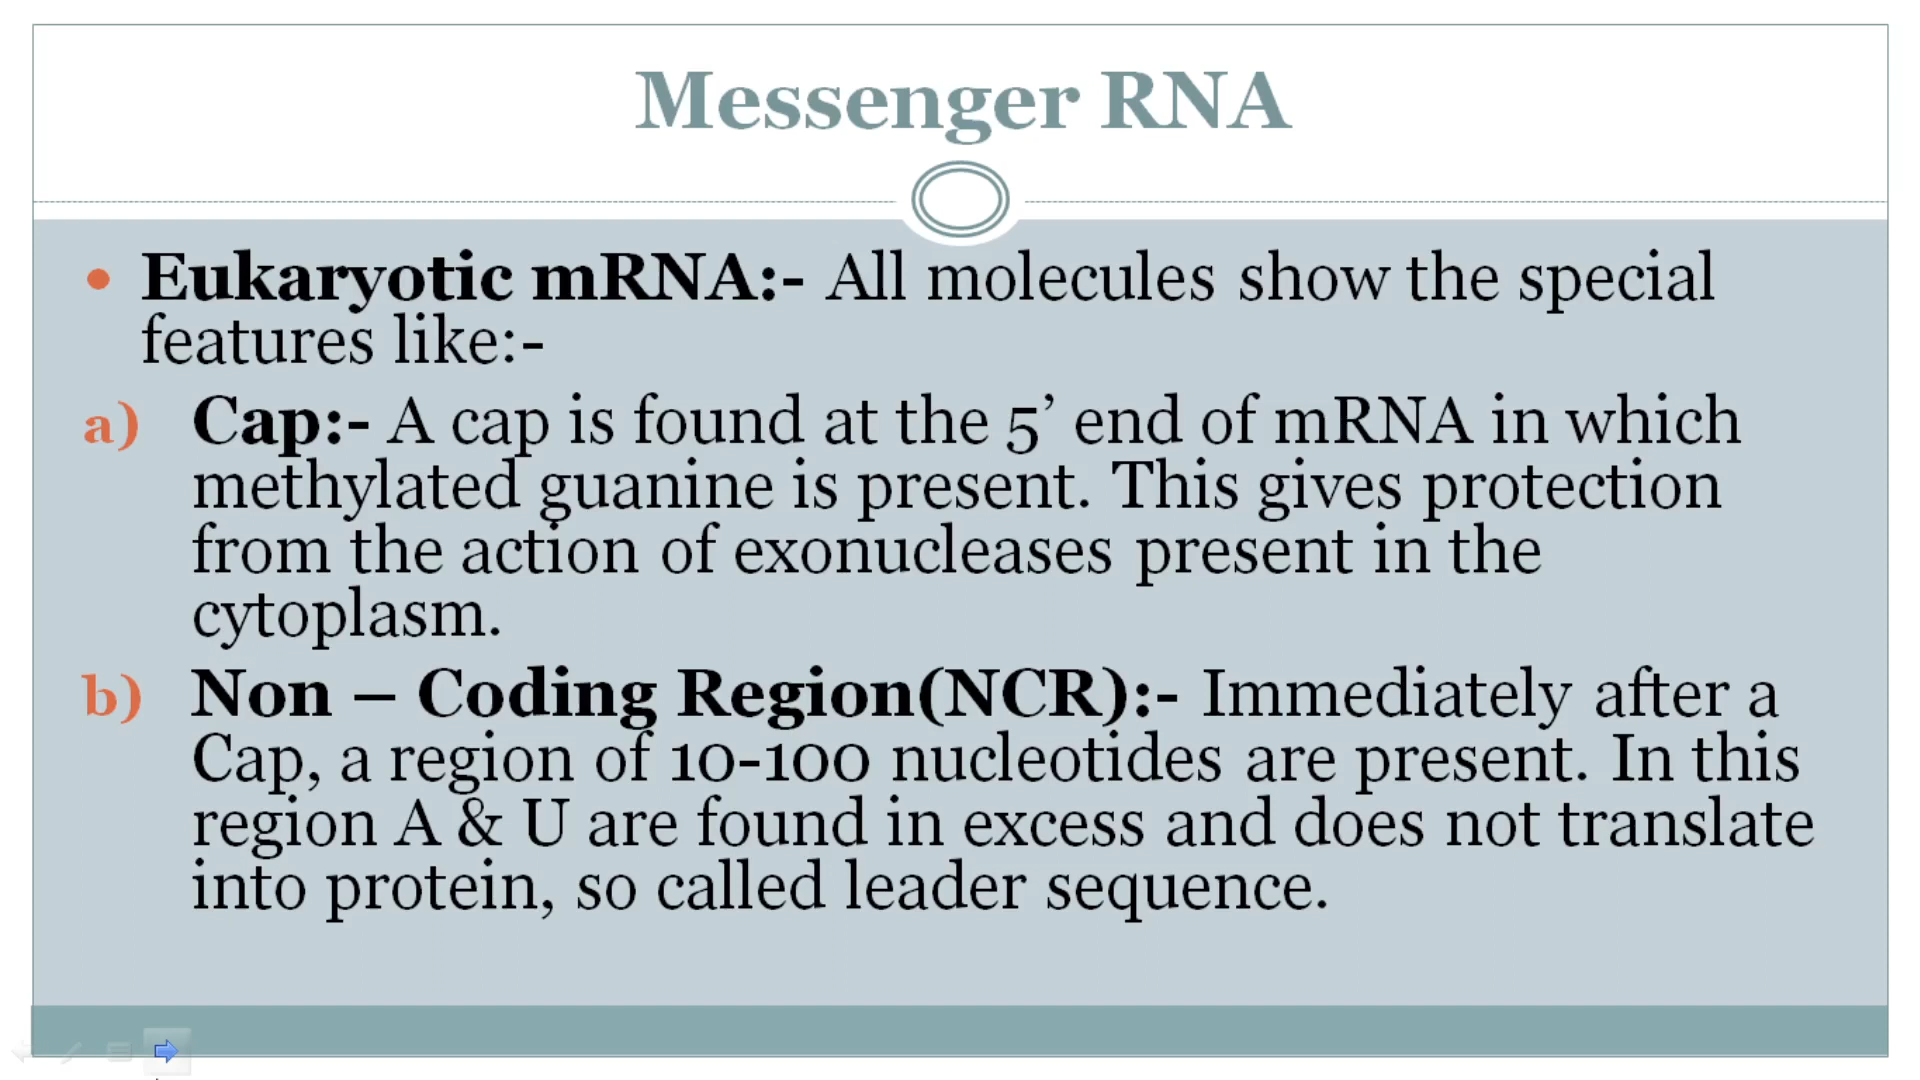 Messenger RNA
• Eukaryotic mRNA:- All molecules show the special
features like:-
a) Cap:- A cap is found at the 5’ end of mRNA in which
methylated guanine is present. This gives protection
from the action of exonucleases present in the
cytoplasm.
b) Non – Coding Region(NCR):- Immediately after a
Cap, a region of 10-100 nucleotides are present. In this
region A & U are found in excess and does not translate
into protein, so called leader sequence.